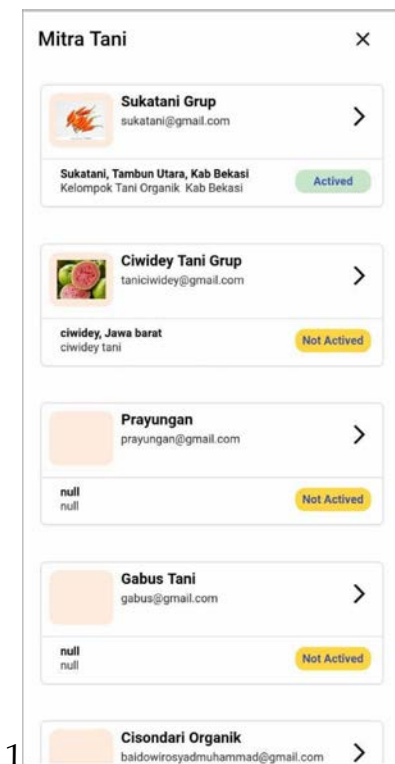 Mitra Tani
Sukatani Grup
sukatani@gmail.com
Sukatani, Tambun Utara, Kab Bekasi
Kelompok Tani Organik Kab Bekasi
Actived
Ciwidey Tani Grup
taniciwidey@gmail.com
ciwidey, Jawa barat
ciwidey tani
Not Actived
Prayungan
prayungan@gmail.com
null
null
Not Actived
Gabus Tani
gabus@gmail.com
null
null
Not Actived
Cisondari Organik
baidowirosyadmuhammad@gmail.com
1